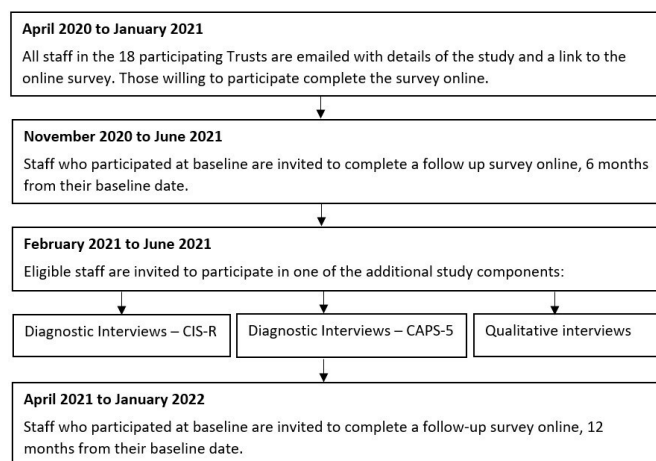 April 2020 to January 2021
All staff in the 18 participating Trusts are emailed with details of the study and a link to the
online survey. Those willing to participate complete the survey online.
November 2020 to June 2021
Staff who participated at baseline are invited to complete a follow up survey online, 6 months
from their baseline date.
February 2021 to June 2021
Eligible staff are invited to participate in one of the additional study components:
Diagnostic Interviews – CIS-R
Diagnostic Interviews – CAPS-5
Qualitative interviews
April 2021 to January 2022
Staff who participated at baseline are invited to complete a follow-up survey online, 12
months from their baseline date.